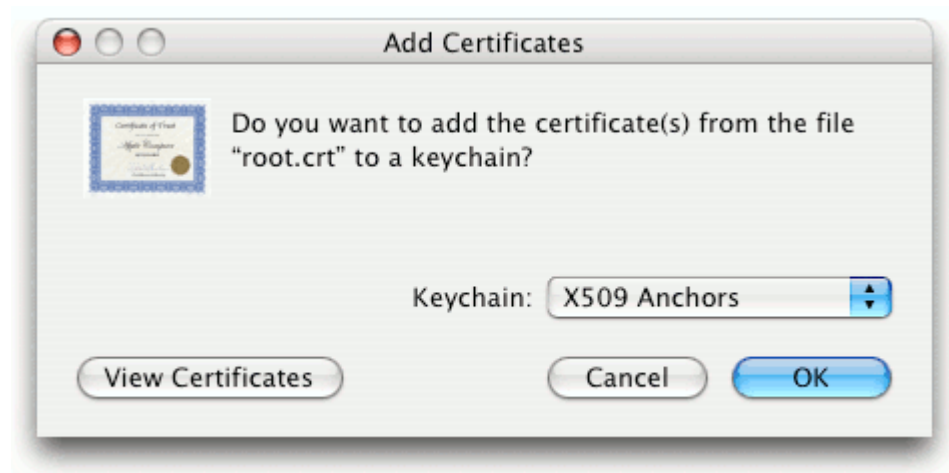 Add Certificates
Do you want to add the certificate(s) from the file
“root.crt” to a keychain?
Keychain: X509 Anchors
View Certificates Cancel OK